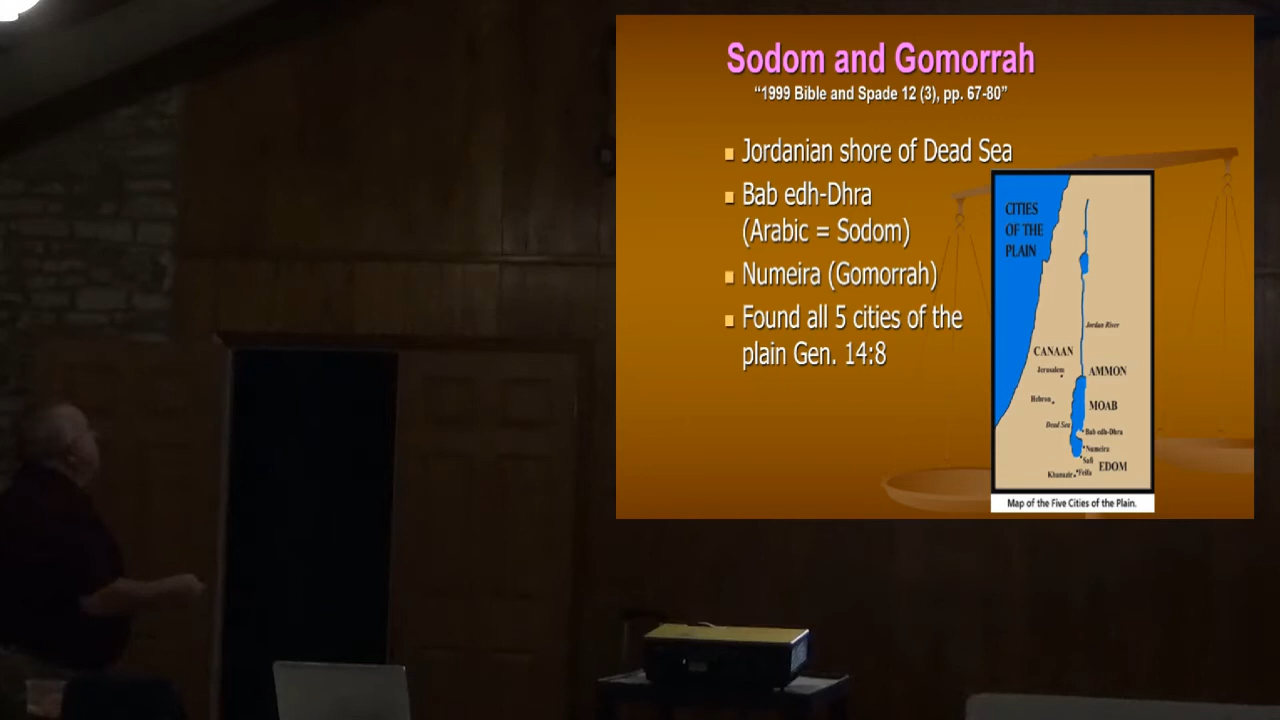 Sodom and Gomorrah
“1999 Bible and Spade 12 (3), pp. 67-80”
Jordanian shore of Dead Sea
Bab edh-Dhra
(Arabic = Sodom)
Numeira (Gomorrah)
Found all 5 cities of the
plain Gen. 14:8
CITIES
OF THE
PLAIN
Jordan River
CANAAN
Jerusalem
AMMON
Hebron
MOAB
Dead Sea
Bab edh-Dhra
Numeira
Safi
EDOM
Khanazir
Feifa
Map of the Five Cities of the Plain.